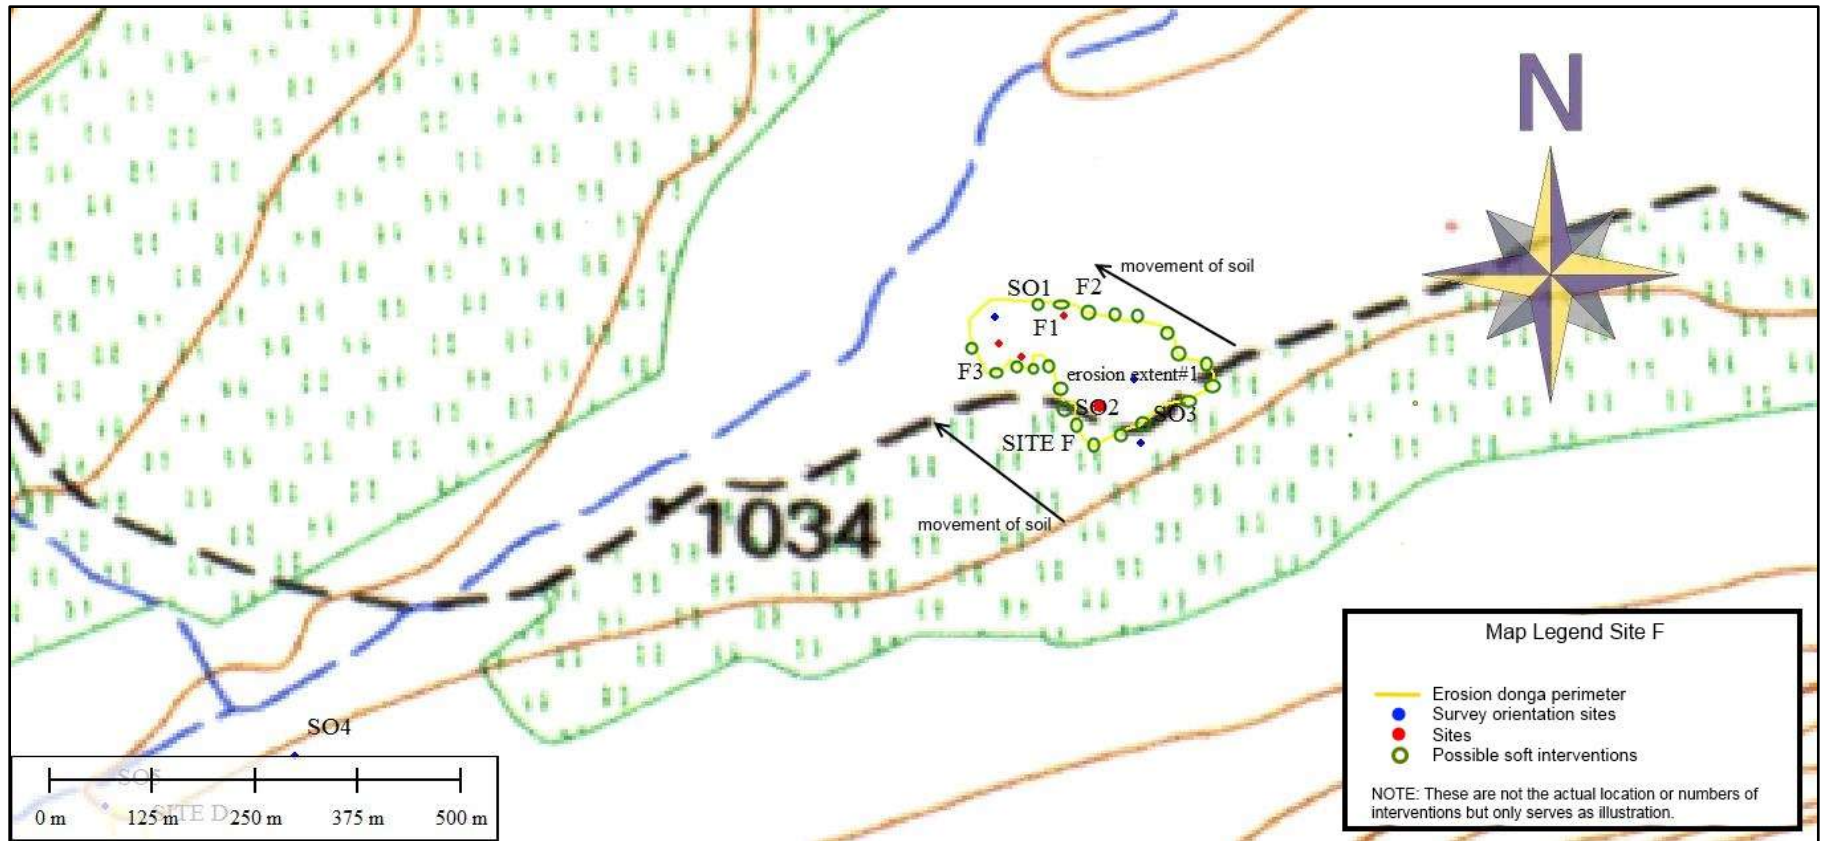 N
movement of soil
SO1
F2
F1
F3
erosion extent#1
SO2
SO3
SITE F
movement of soil
1034
Map Legend Site F
Erosion donga perimeter
Survey orientation sites
Sites
Possible soft interventions
NOTE: These are not the actual location or numbers of
interventions but only serves as illustration.
SO4
SO5
SITE D
0 m 125 m 250 m 375 m 500 m